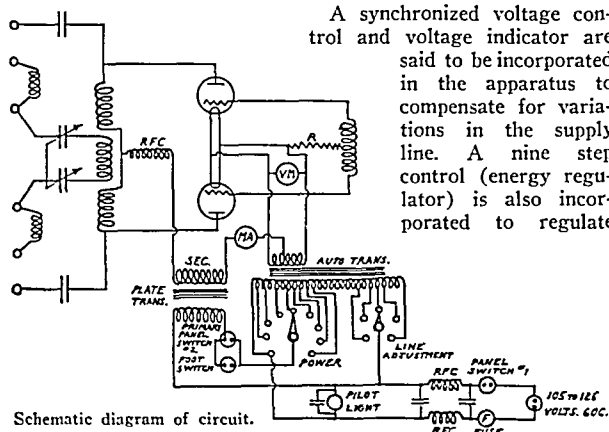 A synchronized voltage con-
trol and voltage indicator are
said to be incorporated
in the apparatus to
compensate for varia-
tions in the supply
line. A nine step
control (energy regu-
lator) is also incor-
porated to regulate
RFC
R
VM
MA
SEC.
AUTO TRANS.
PLATE
TRANS.
PRIMARY
PANEL
SWITCH
#2
FOOT
SWITCH
POWER
LINE
ADJUSTMENT
PILOT
LIGHT
RFC
PANEL
SWITCH #1
105 to 125
VOLTS. 60C.
F
RFC
FUSE
Schematic diagram of circuit.